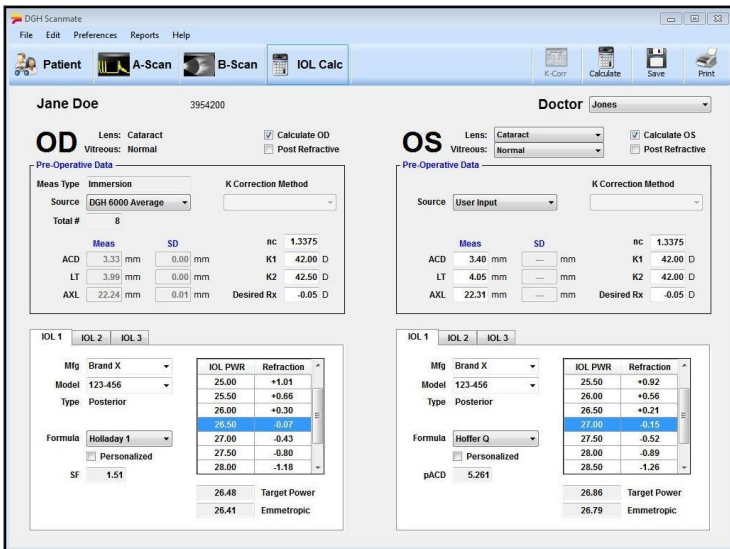 DGH Scanmate
File Edit Preferences Reports Help
Patient A-Scan B-Scan IOL Calc K-Corr Calculate Save Print
Jane Doe 3954200 Doctor Jones
OD Lens: Cataract Calculate OD
Vitreous: Normal Post Refractive
Pre-Operative Data
Meas Type Immersion K Correction Method
Source DGH 6000 Average
Total # 8
Meas SD nc 1.3375
ACD 3.33 mm 0.00 mm K1 42.00 D
LT 3.99 mm 0.00 mm K2 42.50 D
AXL 22.24 mm 0.01 mm Desired Rx -0.05 D
IOL 1 IOL 2 IOL 3
Mfg Brand X
Model 123-456
Type Posterior
Formula Holladay 1
Personalized
SF 1.51
IOL PWR Refraction
25.00 +1.01
25.50 +0.66
26.00 +0.30
26.50 -0.07
27.00 -0.43
27.50 -0.80
28.00 -1.18
26.48 Target Power
26.41 Emmetropic
OS Lens: Cataract Calculate OS
Vitreous: Normal Post Refractive
Pre-Operative Data
K Correction Method
Source User Input
Meas SD nc 1.3375
ACD 3.40 mm --- mm K1 42.00 D
LT 4.05 mm --- mm K2 42.00 D
AXL 22.31 mm --- mm Desired Rx -0.05 D
IOL 1 IOL 2 IOL 3
Mfg Brand X
Model 123-456
Type Posterior
Formula Hoffer Q
Personalized
pACD 5.261
IOL PWR Refraction
25.50 +0.92
26.00 +0.56
26.50 +0.21
27.00 -0.15
27.50 -0.52
28.00 -0.89
28.50 -1.26
26.86 Target Power
26.79 Emmetropic